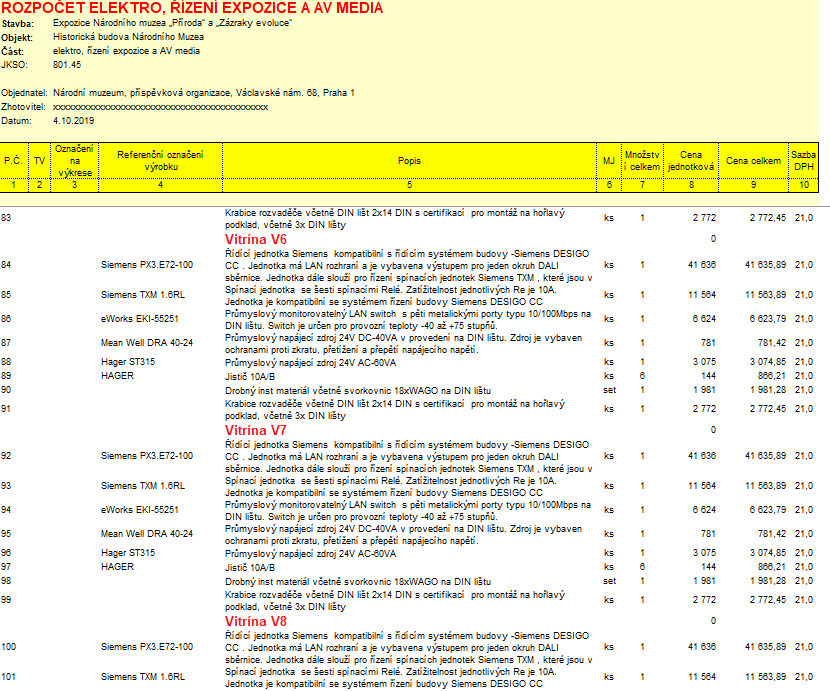 ROZPOČET ELEKTRO, ŘÍZENÍ EXPOZICE A AV MEDIA
Stavba: Expozice Národního muzea „Příroda“ a „Zázraky evoluce“
Objekt: Historická budova Národního Muzea
Část: elektro, řízení expozice a AV media
JKSO: 801.45
Objednatel: Národní muzeum, příspěvková organizace, Václavské nám. 68, Praha 1
Zhotovitel: xxxxxxxxxxxxxxxxxxxxxxxxxxxxxxxxxxxxxxxxxxx
Datum: 4.10.2019
P.Č. TV Označení na výkrese Referenční označení výrobku Popis MJ Množstv í celkem Cena jednotková Cena celkem Sazba DPH
1 2 3 4 5 6 7 8 9 10
83 Krabice rozvaděče včetně DIN lišt 2x14 DIN s certifikací pro montáž na hořlavý ks 1 2 772 2 772,45 21,0
podklad, včetně 3x DIN lišty
Vitrína V6 0
Řídící jednotka Siemens kompatibilní s řídícím systémem budovy -Siemens DESIGO
84 Siemens PX3.E72-100 CC . Jednotka má LAN rozhraní a je vybavena výstupem pro jeden okruh DALI ks 1 41 636 41 635,89 21,0
sběrnice. Jednotka dále slouží pro řízení spínacích jednotek Siemens TXM , které jsou v
85 Siemens TXM 1.6RL Spínací jednotka se šesti spínacími Relé. Zatížitelnost jednotlivých Re je 10A. ks 1 11 564 11 563,89 21,0
Jednotka je kompatibilní se systémem řízení budovy Siemens DESIGO CC
86 eWorks EKI-55251 Průmyslový monitorovatelný LAN switch s pěti metalickými porty typu 10/100Mbps na ks 1 6 624 6 623,79 21,0
DIN lištu. Switch je určen pro provozní teploty -40 až +75 stupňů.
87 Mean Well DRA 40-24 Průmyslový napájecí zdroj 24V DC-40VA v provedení na DIN lištu. Zdroj je vybaven ks 1 781 781,42 21,0
ochranami proti zkratu, přetížení a přepětí napájecího napětí.
88 Hager ST315 Průmyslový napájecí zdroj 24V AC-60VA ks 1 3 075 3 074,85 21,0
89 HAGER Jistič 10A/B ks 6 144 866,21 21,0
90 Drobný inst materiál včetně svorkovnic 18xWAGO na DIN lištu set 1 1 981 1 981,28 21,0
91 Krabice rozvaděče včetně DIN lišt 2x14 DIN s certifikací pro montáž na hořlavý ks 1 2 772 2 772,45 21,0
podklad, včetně 3x DIN lišty
Vitrína V7 0
Řídící jednotka Siemens kompatibilní s řídícím systémem budovy -Siemens DESIGO
92 Siemens PX3.E72-100 CC . Jednotka má LAN rozhraní a je vybavena výstupem pro jeden okruh DALI ks 1 41 636 41 635,89 21,0
sběrnice. Jednotka dále slouží pro řízení spínacích jednotek Siemens TXM , které jsou v
93 Siemens TXM 1.6RL Spínací jednotka se šesti spínacími Relé. Zatížitelnost jednotlivých Re je 10A. ks 1 11 564 11 563,89 21,0
Jednotka je kompatibilní se systémem řízení budovy Siemens DESIGO CC
94 eWorks EKI-55251 Průmyslový monitorovatelný LAN switch s pěti metalickými porty typu 10/100Mbps na ks 1 6 624 6 623,79 21,0
DIN lištu. Switch je určen pro provozní teploty -40 až +75 stupňů.
95 Mean Well DRA 40-24 Průmyslový napájecí zdroj 24V DC-40VA v provedení na DIN lištu. Zdroj je vybaven ks 1 781 781,42 21,0
ochranami proti zkratu, přetížení a přepětí napájecího napětí.
96 Hager ST315 Průmyslový napájecí zdroj 24V AC-60VA ks 1 3 075 3 074,85 21,0
97 HAGER Jistič 10A/B ks 6 144 866,21 21,0
98 Drobný inst materiál včetně svorkovnic 18xWAGO na DIN lištu set 1 1 981 1 981,28 21,0
99 Krabice rozvaděče včetně DIN lišt 2x14 DIN s certifikací pro montáž na hořlavý ks 1 2 772 2 772,45 21,0
podklad, včetně 3x DIN lišty
Vitrína V8 0
Řídící jednotka Siemens kompatibilní s řídícím systémem budovy -Siemens DESIGO
100 Siemens PX3.E72-100 CC . Jednotka má LAN rozhraní a je vybavena výstupem pro jeden okruh DALI ks 1 41 636 41 635,89 21,0
sběrnice. Jednotka dále slouží pro řízení spínacích jednotek Siemens TXM , které jsou v
101 Siemens TXM 1.6RL Spínací jednotka se šesti spínacími Relé. Zatížitelnost jednotlivých Re je 10A. ks 1 11 564 11 563,89 21,0
Jednotka je kompatibilní se systémem řízení budovy Siemens DESIGO CC